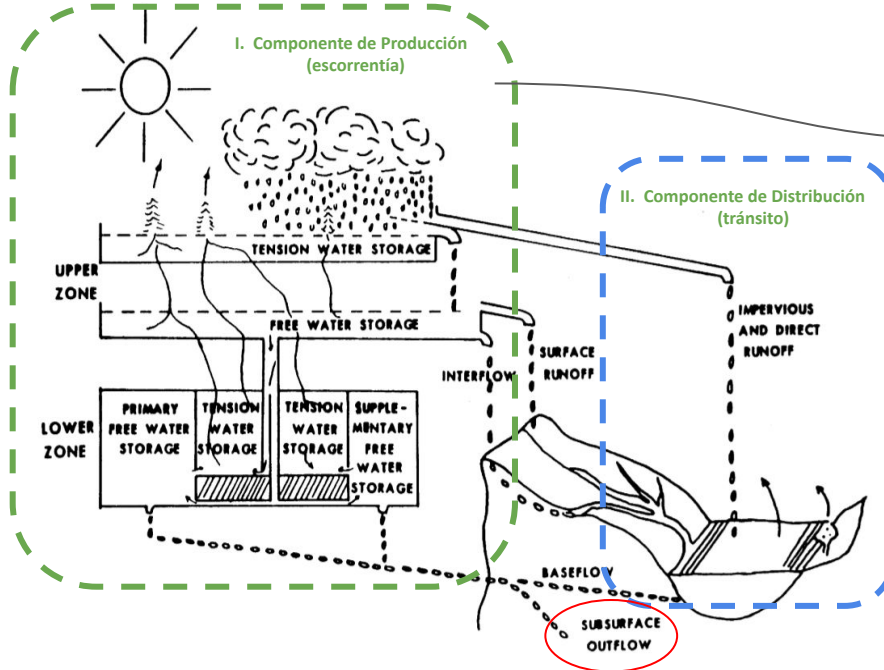 I. Componente de Producción
(escorrentía)
II. Componente de Distribución
(tránsito)
TENSION WATER STORAGE
UPPER
ZONE
FREE WATER STORAGE
IMPERVIOUS
AND DIRECT
RUNOFF
SURFACE
RUNOFF
INTERFLOW
LOWER
ZONE
PRIMARY
FREE WATER
STORAGE
TENSION
WATER
STORAGE
TENSION
WATER
STORAGE
SUPPLE-
MENTARY
FREE
WATER
STORAGE
BASEFLOW
SUBSURFACE
OUTFLOW